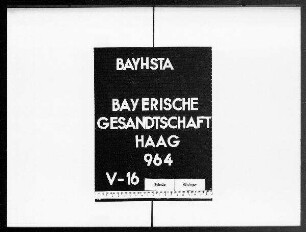 BAYHSTA
BAYERISCHE
GESANDTSCHAFT
HAAG
964
V-16